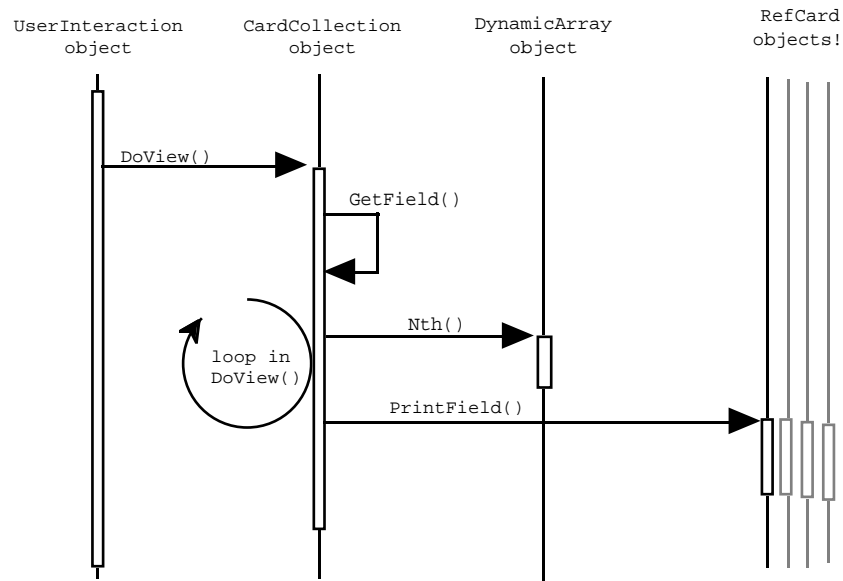 UserInteraction
object
CardCollection
object
DynamicArray
object
RefCard
objects!
DoView()
GetField()
Nth()
loop in
DoView()
PrintField()